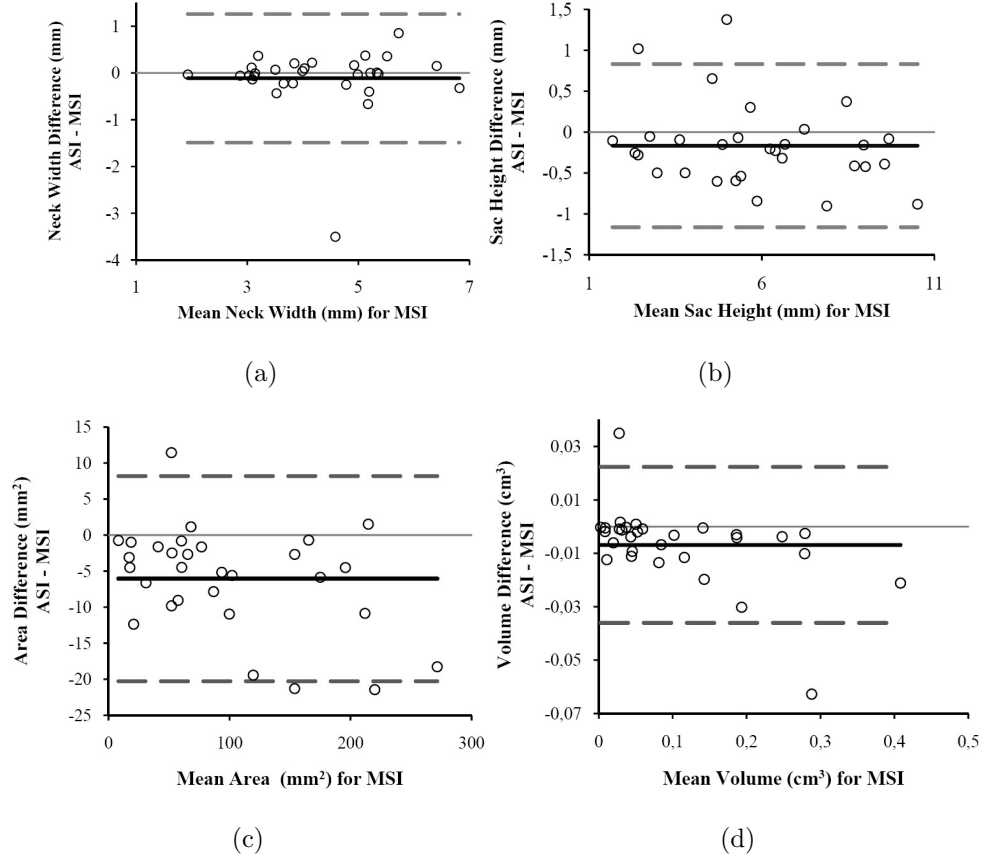 1
0
-1
-2
-3
-4
1
3
5
7
Neck Width Difference (mm)
ASI - MSI
Mean Neck Width (mm) for MSI
(a)
1,5
1
0,5
0
-0,5
-1
-1,5
1
6
11
Sac Height Difference (mm)
ASI - MSI
Mean Sac Height (mm) for MSI
(b)
15
10
5
0
-5
-10
-15
-20
-25
0
100
200
300
Area Difference (mm²)
ASI - MSI
Mean Area (mm²) for MSI
(c)
0,03
0,01
-0,01
-0,03
-0,05
-0,07
0
0,1
0,2
0,3
0,4
0,5
Volume Difference (cm³)
ASI - MSI
Mean Volume (cm³) for MSI
(d)